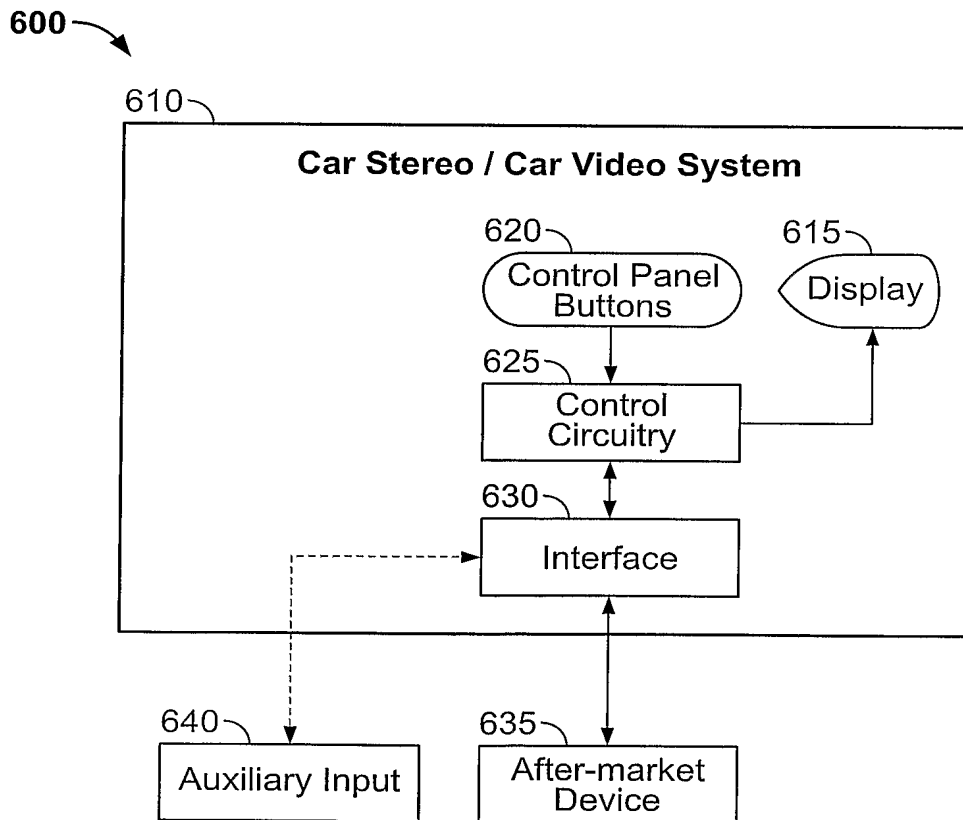 600
610
Car Stereo / Car Video System
620
615
Control Panel
Buttons
Display
625
Control
Circuitry
630
Interface
640
635
Auxiliary Input
After-market
Device